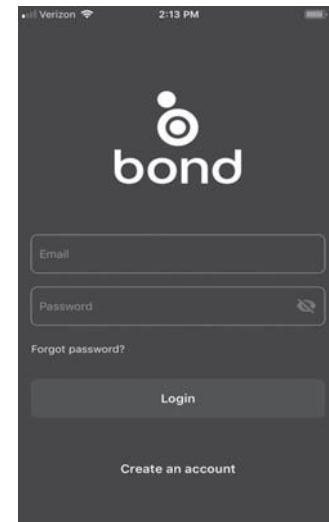 Verizon 2:13 PM
bond
Email
Password
Forgot password?
Login
Create an account